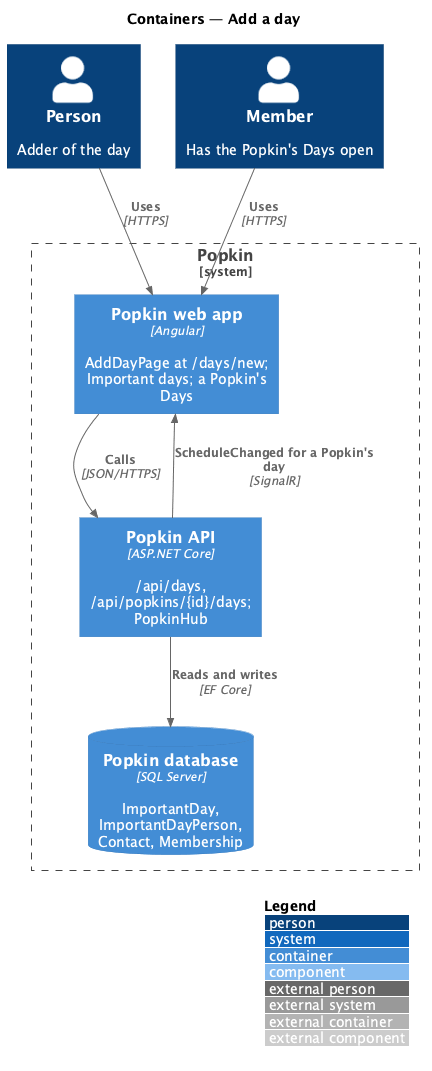 Containers — Add a day
Person
Adder of the day
Member
Has the Popkin's Days open
Uses
[HTTPS]
Uses
[HTTPS]
Popkin
[system]
Popkin web app
[Angular]
AddDayPage at /days/new;
Important days; a Popkin's
Days
Calls
[JSON/HTTPS]
ScheduleChanged for a Popkin's
day
[SignalR]
Popkin API
[ASP.NET Core]
/api/days,
/api/popkins/{id}/days;
PopkinHub
Reads and writes
[EF Core]
Popkin database
[SQL Server]
ImportantDay,
ImportantDayPerson,
Contact, Membership
Legend
person
system
container
component
external person
external system
external container
external component